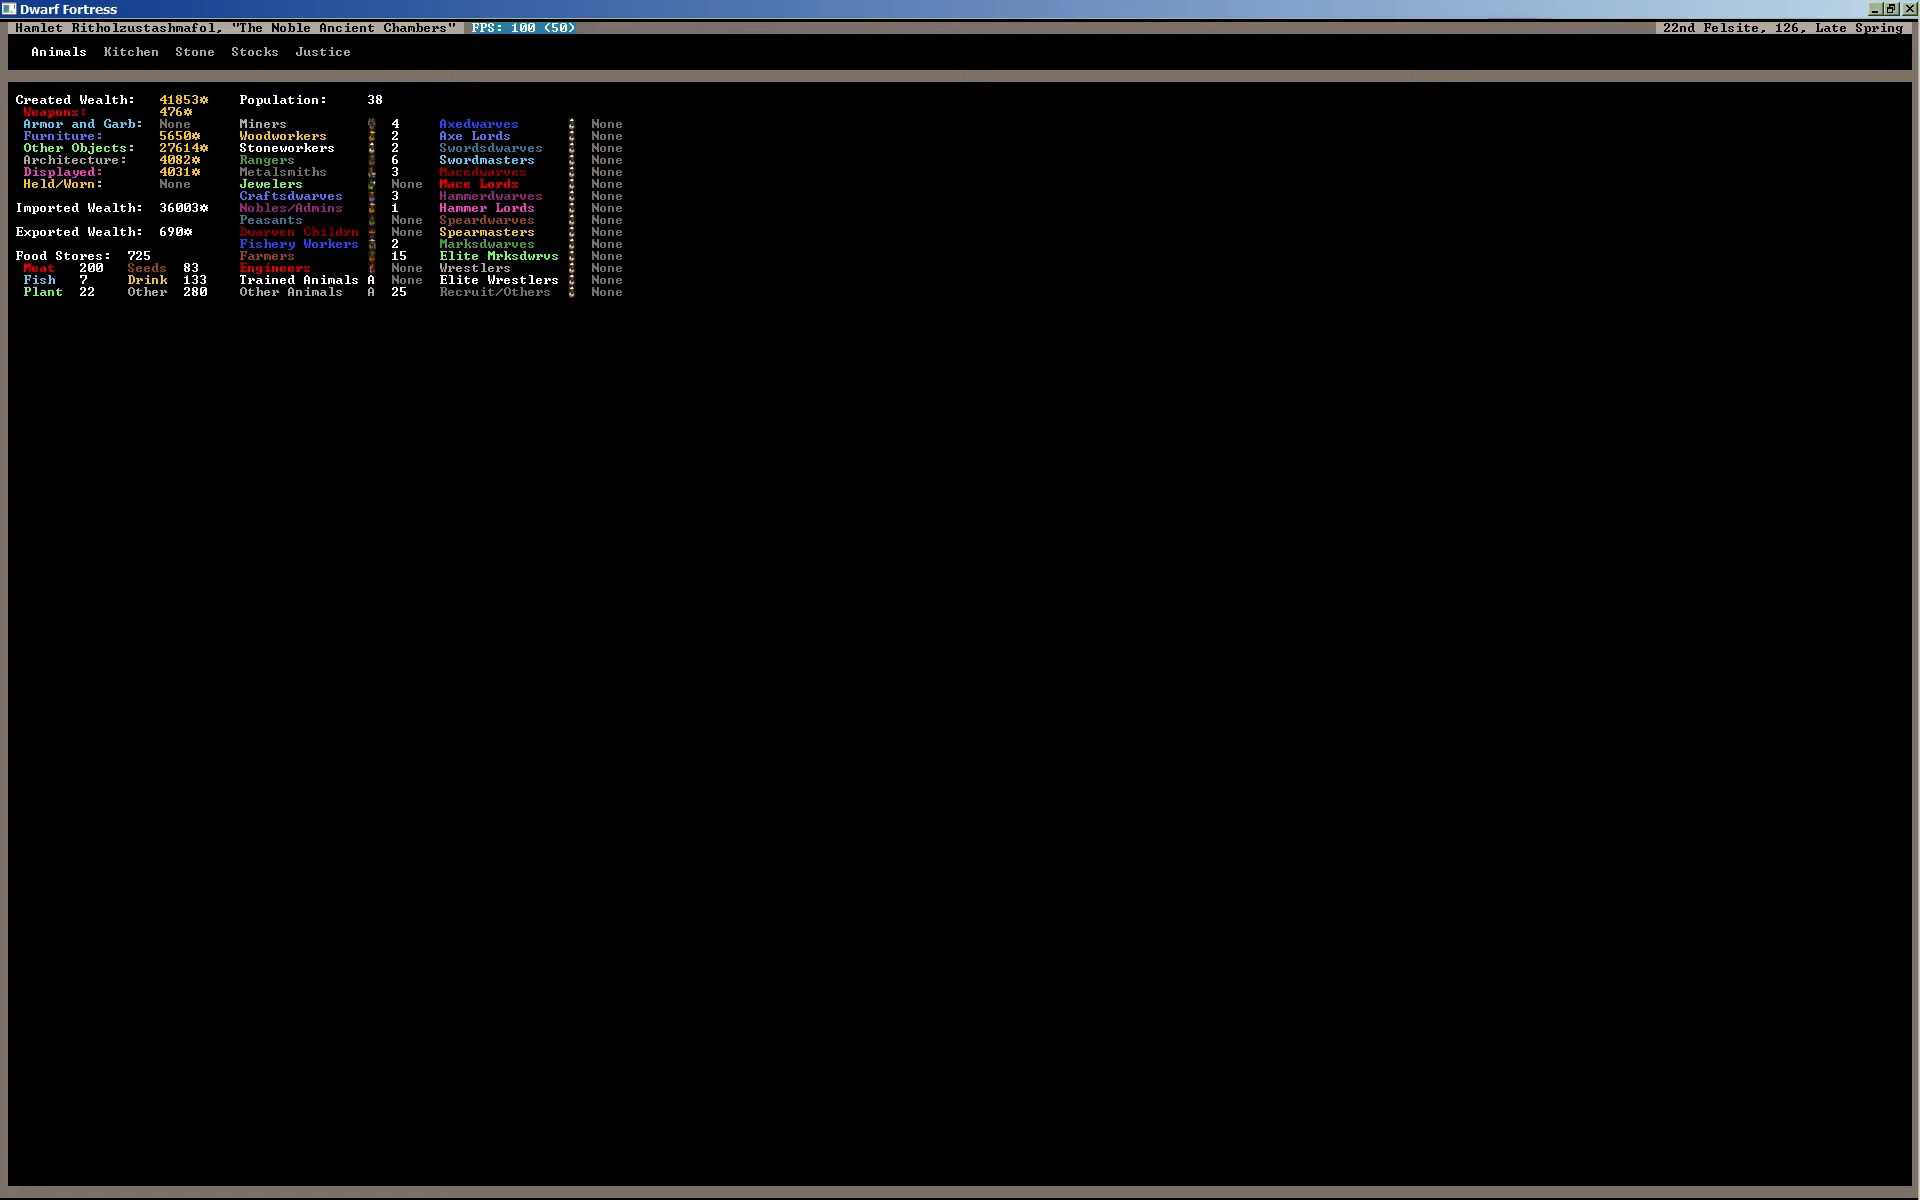 Dwarf Fortress
Hamlet Ritholzustashmafol, "The Noble Ancient Chambers" FPS: 100 (50) 22nd Felsite, 126, Late Spring
Animals Kitchen Stone Stocks Justice
Created Wealth: 41853☼ Population: 38
Weapons: 476☼
Armor and Garb: None Miners 4 Axedwarves None
Furniture: 5650☼ Woodworkers 2 Axe Lords None
Other Objects: 27614☼ Stoneworkers 2 Swordsdwarves None
Architecture: 4082☼ Rangers 6 Swordmasters None
Displayed: 4031☼ Metalsmiths 3 Macedwarves None
Held/Worn: None Jewelers None Mace Lords None
Craftsdwarves 3 Hammerdwarves None
Imported Wealth: 36003☼ Nobles/Admins 1 Hammer Lords None
Peasants None Speardwarves None
Exported Wealth: 690☼ Dwarven Childrn None Spearmasters None
Fishery Workers 2 Marksdwarves None
Food Stores: 725 Farmers 15 Elite Mrksdwrvs None
Meat 200 Seeds 83 Engineers None Wrestlers None
Fish 7 Drink 133 Trained Animals A None Elite Wrestlers None
Plant 22 Other 280 Other Animals A 25 Recruit/Others None